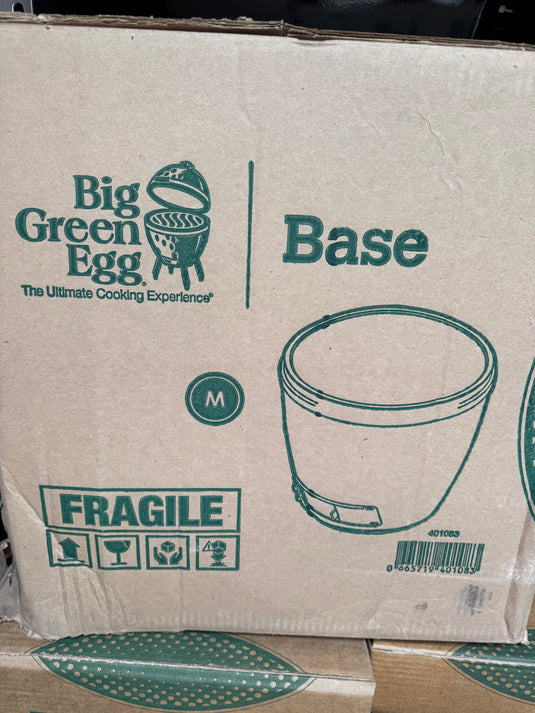 Big
Green
Egg®
The Ultimate Cooking Experience®
Base
M
FRAGILE
401083
0 665719 401083